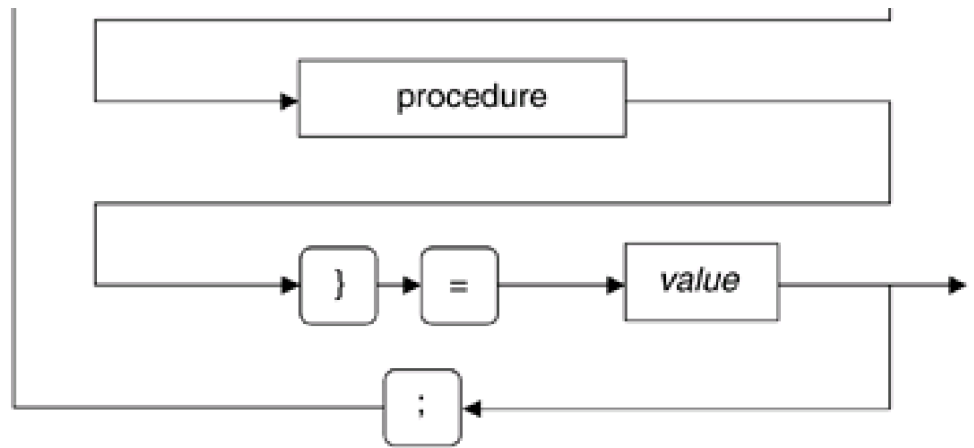 procedure
} = value
;